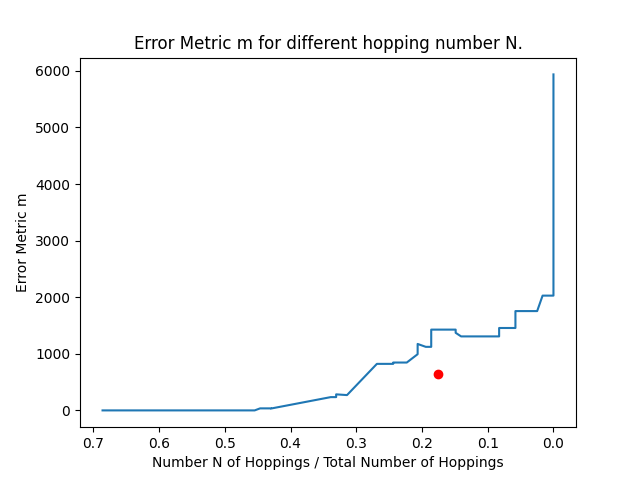 Error Metric m for different hopping number N.
6000
5000
4000
3000
2000
1000
0
Error Metric m
0.7 0.6 0.5 0.4 0.3 0.2 0.1 0.0
Number N of Hoppings / Total Number of Hoppings